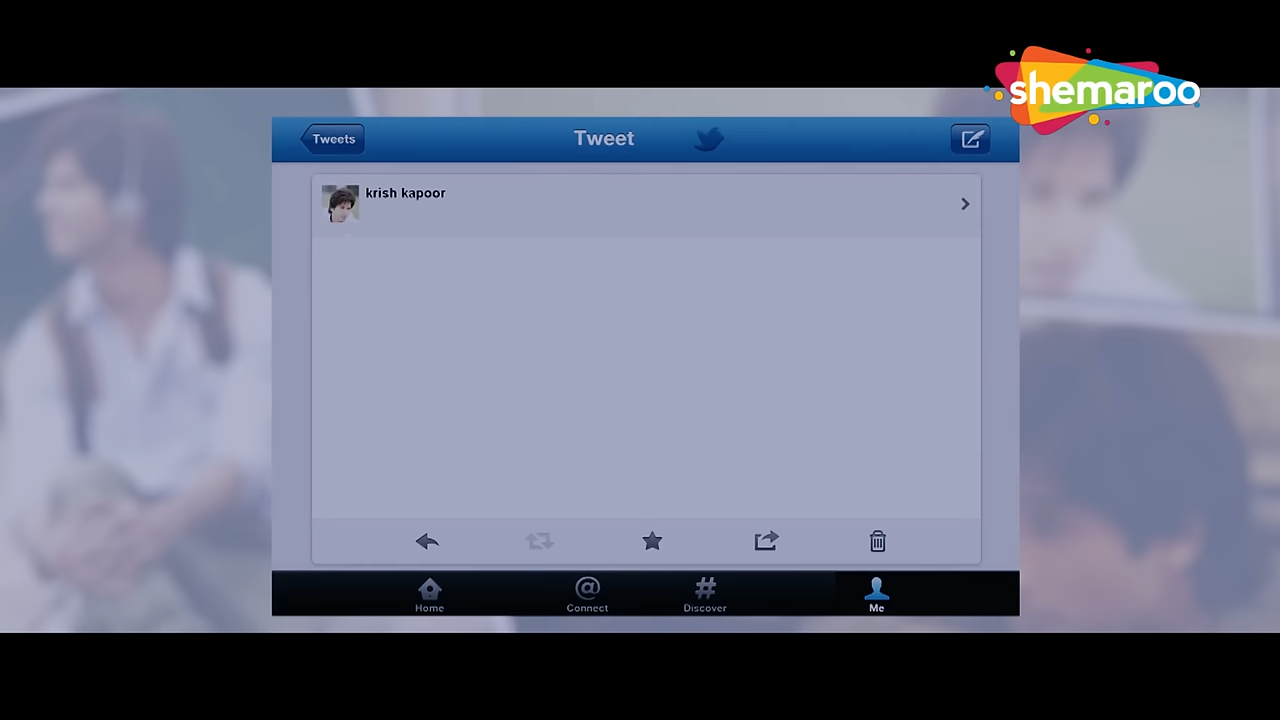 shemaroo
Tweets
Tweet
krish kapoor
Home
Connect
Discover
Me